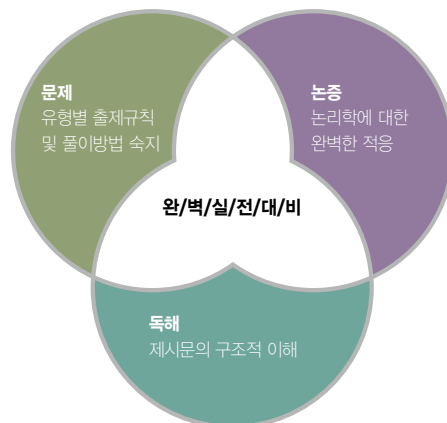 문제
유형별 출제규칙
및 풀이방법 숙지
논증
논리학에 대한
완벽한 적응
완/벽/실/전/대/비
독해
제시문의 구조적 이해